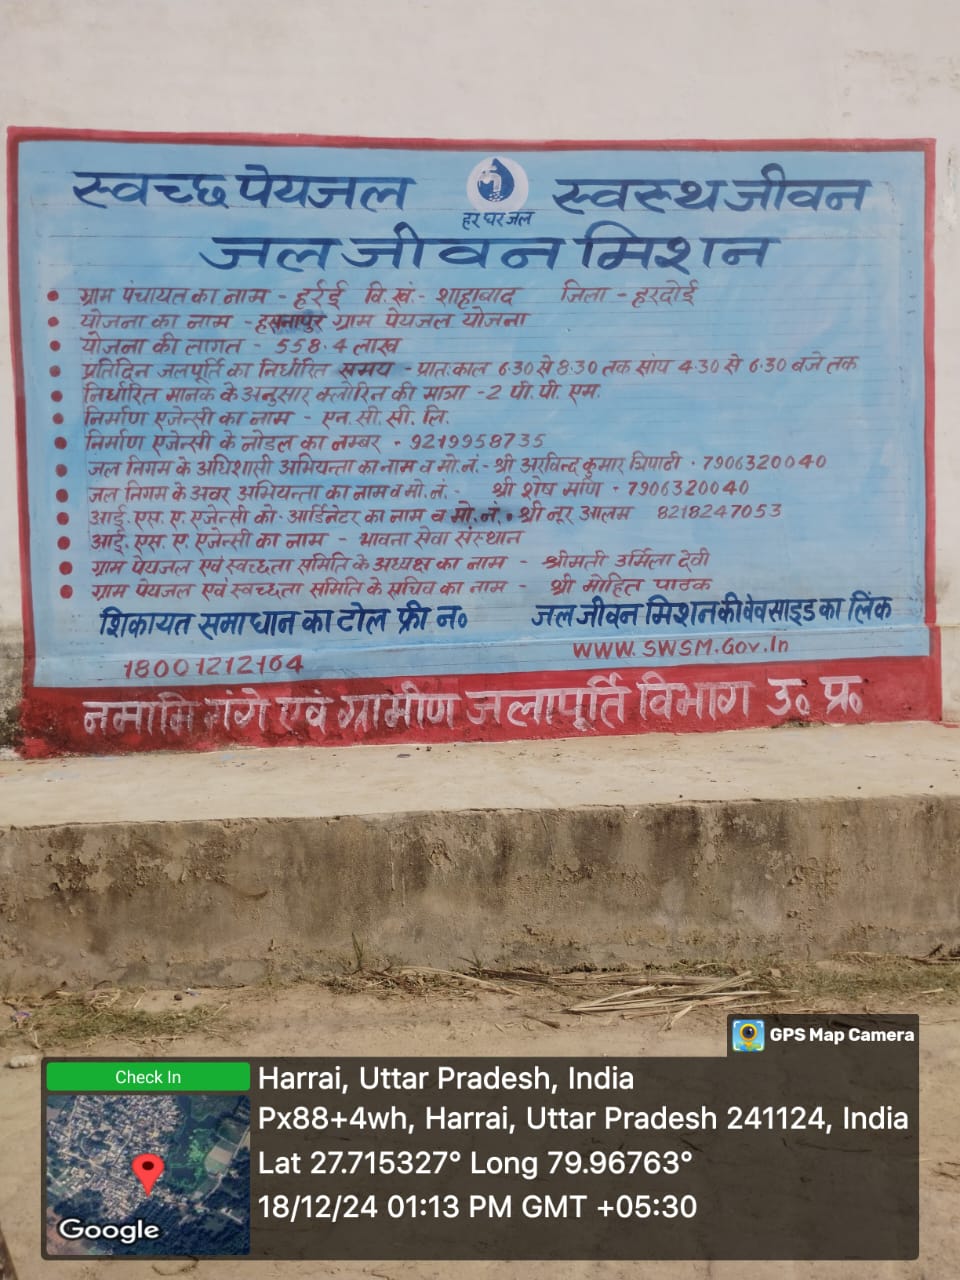 स्वच्छ पेयजल
स्वस्थ जीवन
हर घर जल
जल जीवन मिशन
ग्राम पंचायत का नाम - हर्रई वि.खं.- शाहाबाद जिला - हरदोई
योजना का नाम - हसनापुर ग्राम पेयजल योजना
योजना की लागत - 558.4 लाख
प्रतिदिन जलपूर्ति का निर्धारित समय - प्रातःकाल 6.30 से 8.30 तक सांय 4.30 से 6.30 बजे तक
निर्धारित मानक के अनुसार क्लोरिन की मात्रा - 2 पी. पी. एम.
निर्माण एजेन्सी का नाम - एन. सी. सी. लि.
निर्माण एजेन्सी के नोडल का नम्बर - 9219958735
जल निगम के अधिशासी अभियन्ता का नाम व मो.नं.- श्री अरविन्द कुमार त्रिपाठी - 7906320040
जल निगम के अवर अभियन्ता का नाम व मो.नं.- श्री शेष मणि - 7906320040
आई. एस. ए. एजेन्सी को- आर्डिनेटर का नाम व मो.नं. - श्री नूर आलम 8218247053
आई. एस. ए. एजेन्सी का नाम - भावना सेवा संस्थान
ग्राम पेयजल एवं स्वच्छता समिति के अध्यक्ष का नाम - श्रीमती उर्मिला देवी
ग्राम पेयजल एवं स्वच्छता समिति के सचिव का नाम - श्री मोहित पाठक
शिकायत समाधान का टोल फ्री न०
जल जीवन मिशन की वेवसाइड का लिंक
18001212164
WWW. SWSM.Gov.In
नमामि गंगे एवं ग्रामीण जलापूर्ति विभाग उ० प्र०
GPS Map Camera
Check In
Harrai, Uttar Pradesh, India
Px88+4wh, Harrai, Uttar Pradesh 241124, India
Lat 27.715327° Long 79.96763°
18/12/24 01:13 PM GMT +05:30
Google